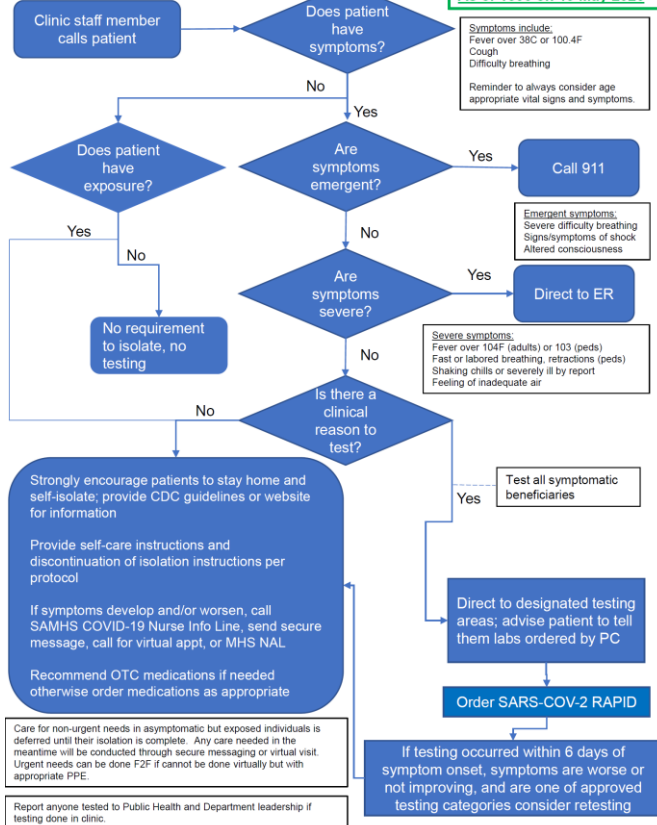 Clinic staff member
calls patient
Does patient
have
symptoms?
Symptoms include:
Fever over 38C or 100.4F
Cough
Difficulty breathing
Reminder to always consider age
appropriate vital signs and symptoms.
No
Yes
Does patient
have
exposure?
Are
symptoms
emergent?
Yes
Call 911
Emergent symptoms:
Severe difficulty breathing
Signs/symptoms of shock
Altered consciousness
Yes
No
No
Are
symptoms
severe?
Yes
Direct to ER
No requirement
to isolate, no
testing
Severe symptoms:
Fever over 104F (adults) or 103 (peds)
Fast or labored breathing, retractions (peds)
Shaking chills or severely ill by report
Feeling of inadequate air
No
Is there a
clinical
reason to
test?
No
Yes
Test all symptomatic
beneficiaries
Strongly encourage patients to stay home and
self-isolate; provide CDC guidelines or website
for information
Provide self-care instructions and
discontinuation of isolation instructions per
protocol
If symptoms develop and/or worsen, call
SAMHS COVID-19 Nurse Info Line, send secure
message, call for virtual appt, or MHS NAL
Recommend OTC medications if needed
otherwise order medications as appropriate
Direct to designated testing
areas; advise patient to tell
them labs ordered by PC
Order SARS-COV-2 RAPID
If testing occurred within 6 days of
symptom onset, symptoms are worse or
not improving, and are one of approved
testing categories consider retesting
Care for non-urgent needs in asymptomatic but exposed individuals is
deferred until their isolation is complete. Any care needed in the
meantime will be conducted through secure messaging or virtual visit.
Urgent needs can be done F2F if cannot be done virtually but with
appropriate PPE.
Report anyone tested to Public Health and Department leadership if
testing done in clinic.